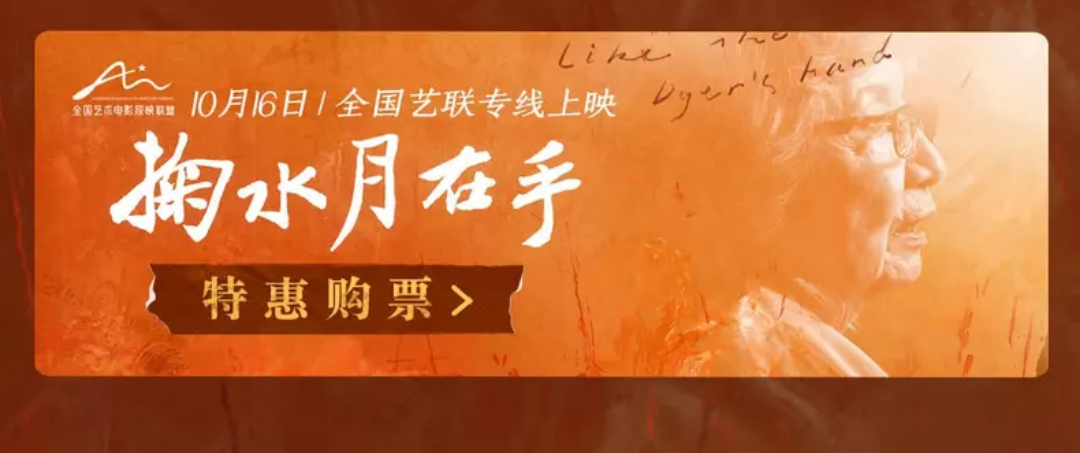 Like the
Dyer's hand
全国艺术电影放映联盟
10月16日 / 全国艺联专线上映
掬水月在手
特惠购票>